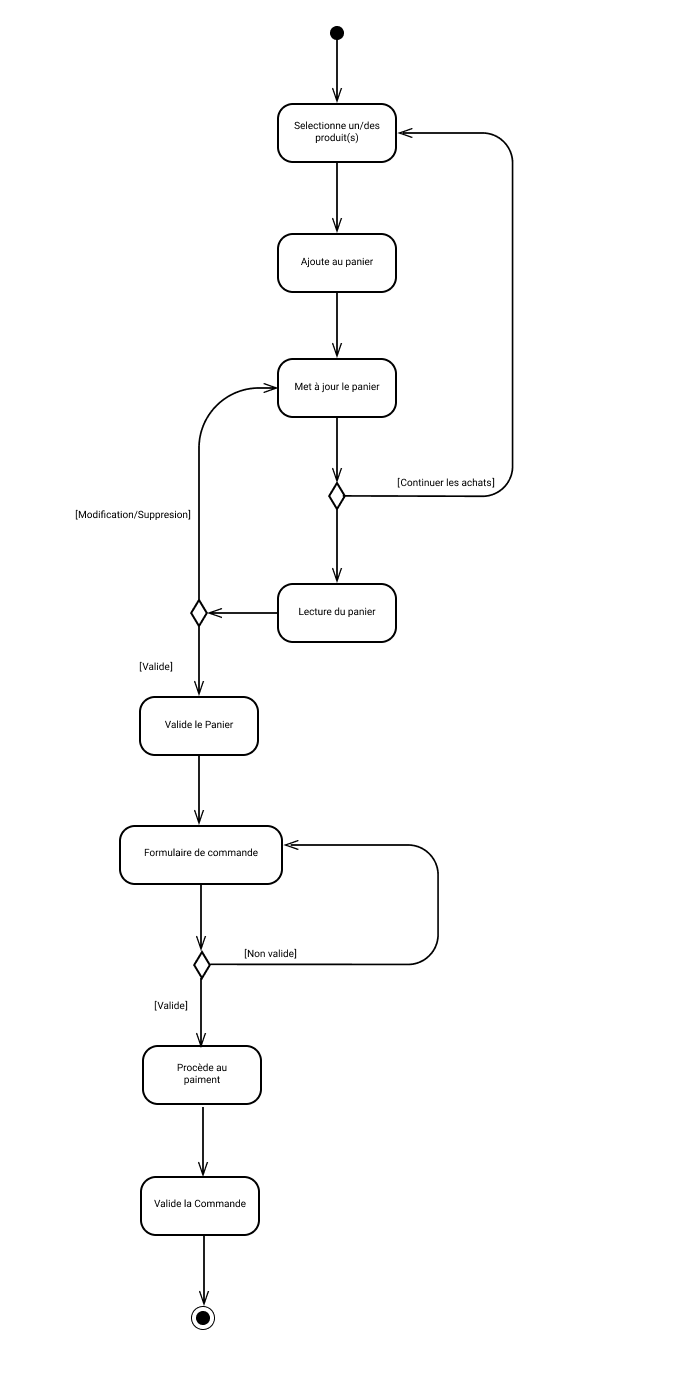 Selectionne un/des
produit(s)
Ajoute au panier
Met à jour le panier
[Continuer les achats]
[Modification/Suppresion]
Lecture du panier
[Valide]
Valide le Panier
Formulaire de commande
[Non valide]
[Valide]
Procède au
paiment
Valide la Commande